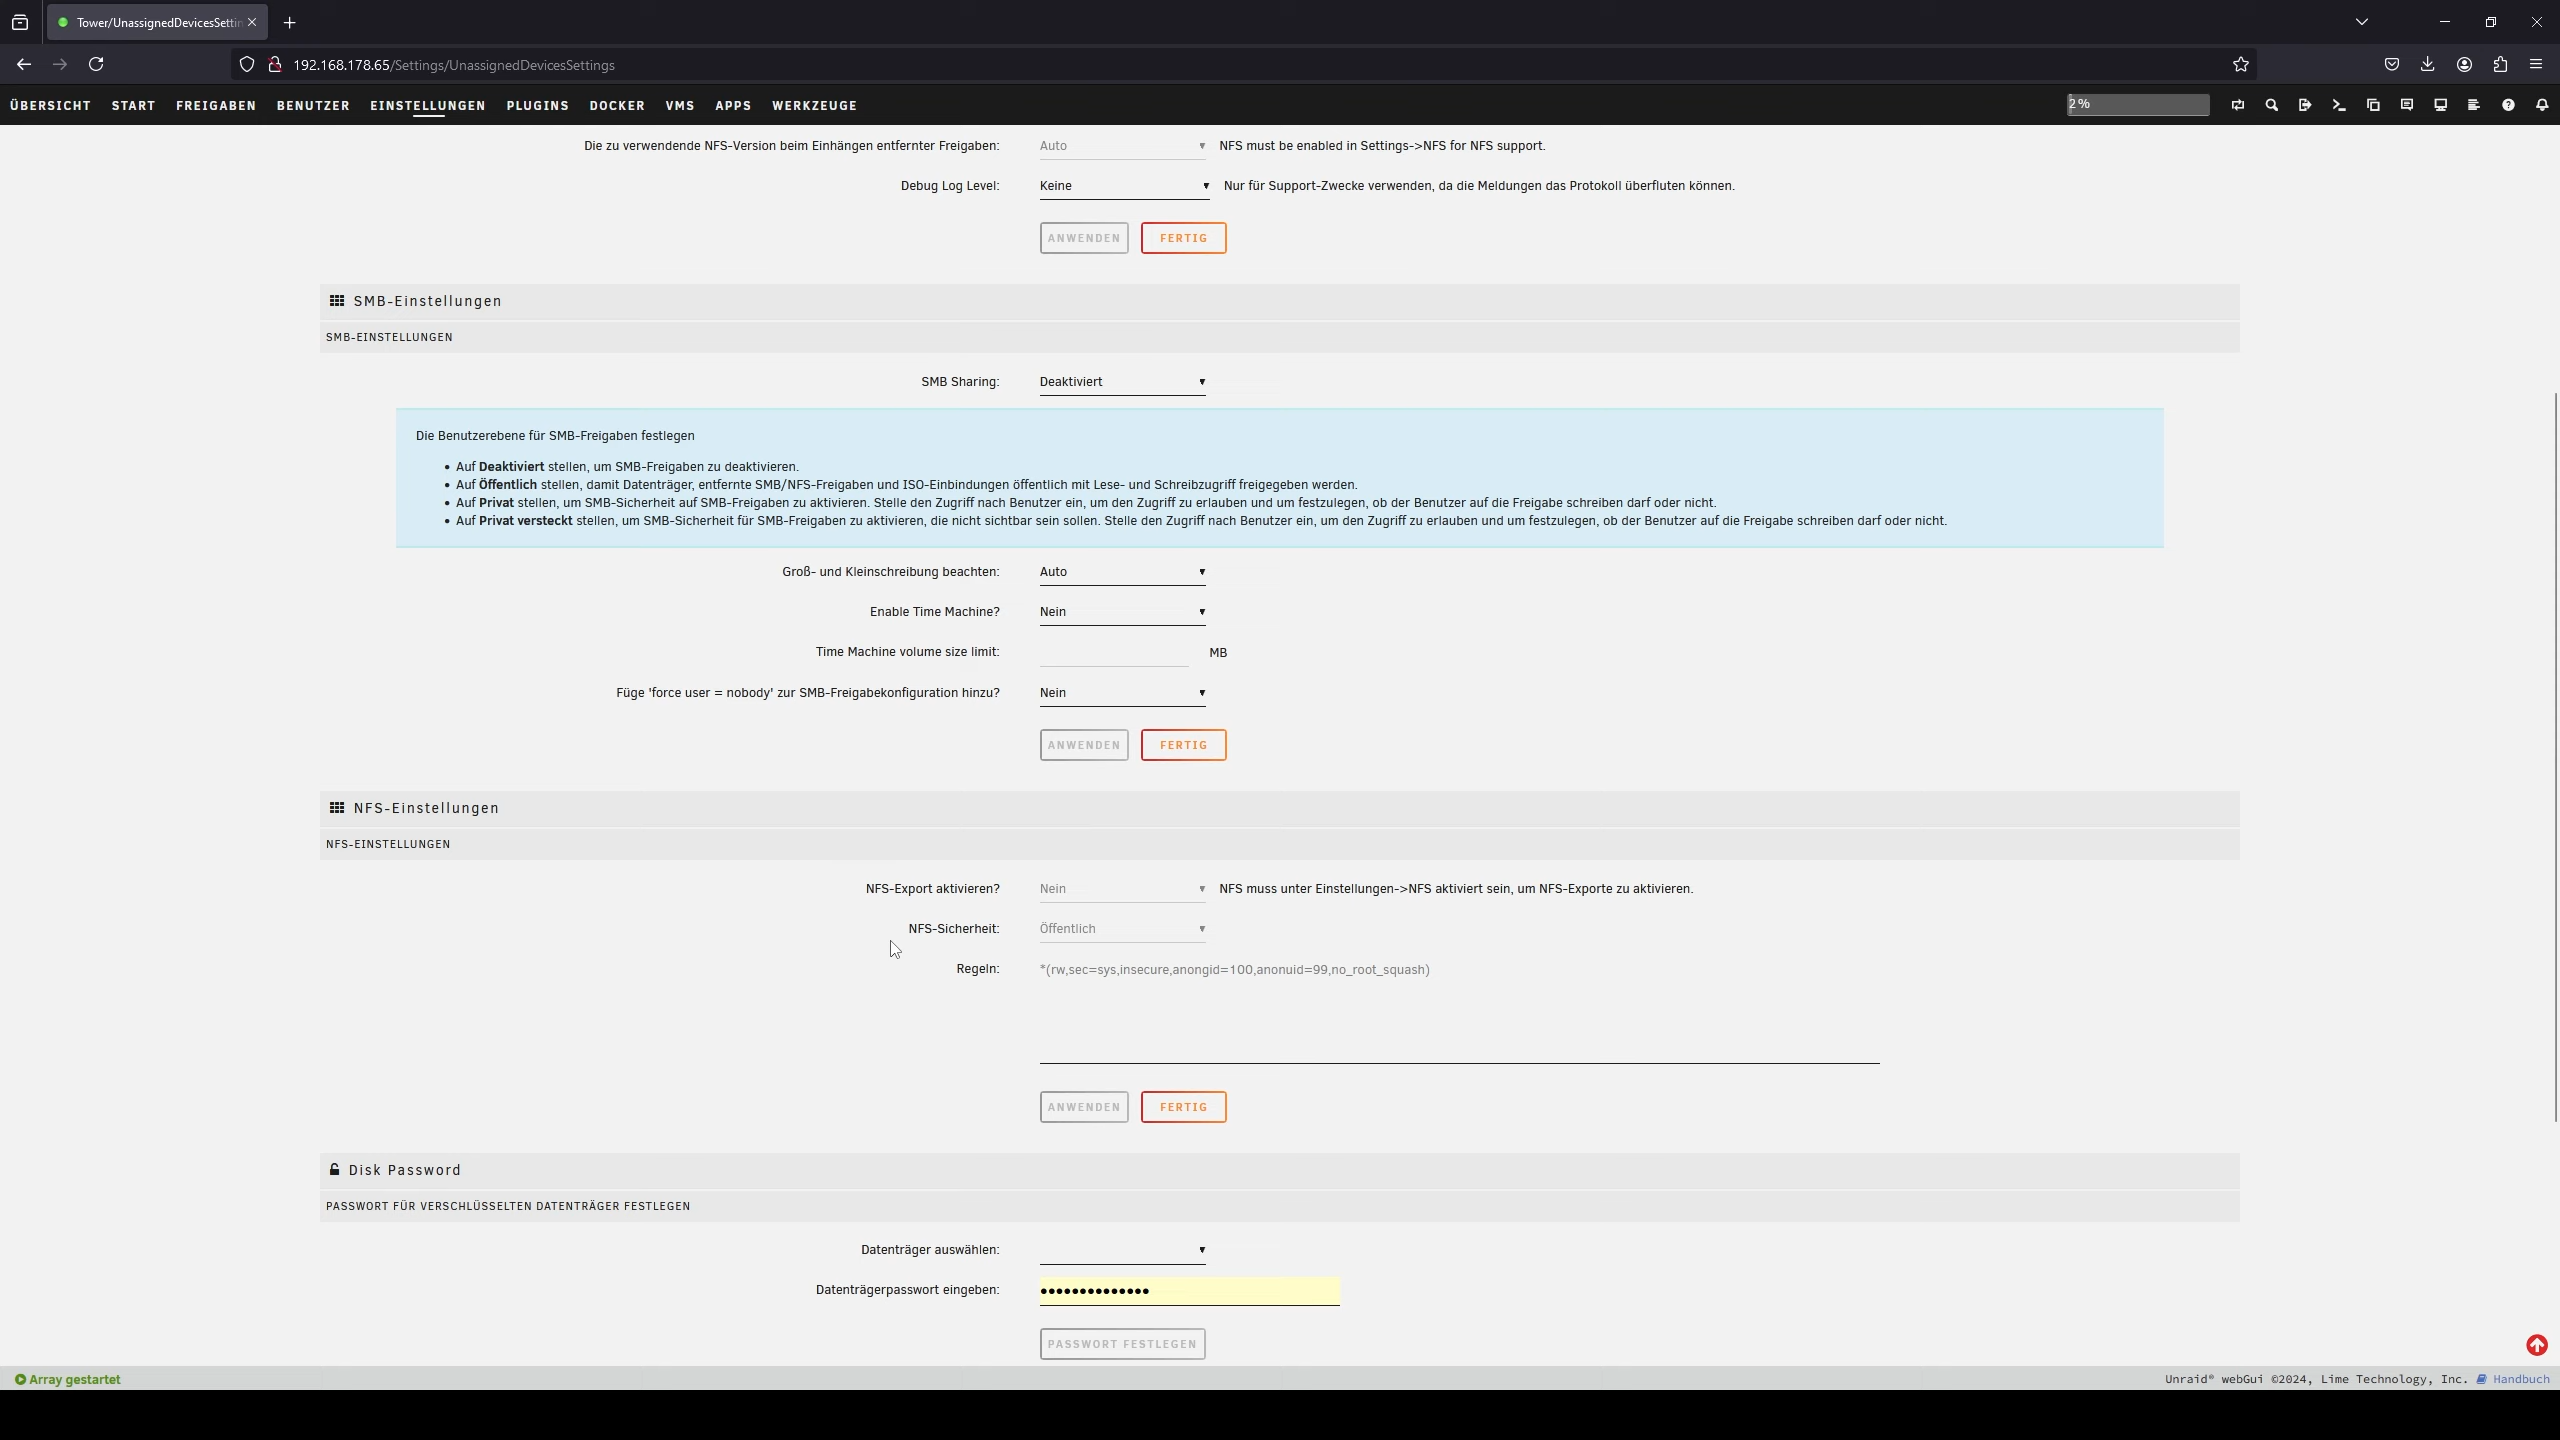 Tower/UnassignedDevicesSettin
192.168.178.65/Settings/UnassignedDevicesSettings
ÜBERSICHT START FREIGABEN BENUTZER EINSTELLUNGEN PLUGINS DOCKER VMS APPS WERKZEUGE 2%
Die zu verwendende NFS-Version beim Einhängen entfernter Freigaben: Auto NFS must be enabled in Settings->NFS for NFS support.
Debug Log Level: Keine Nur für Support-Zwecke verwenden, da die Meldungen das Protokoll überfluten können.
ANWENDEN FERTIG
SMB-Einstellungen
SMB-EINSTELLUNGEN
SMB Sharing: Deaktiviert
Die Benutzerebene für SMB-Freigaben festlegen
• Auf Deaktiviert stellen, um SMB-Freigaben zu deaktivieren.
• Auf Öffentlich stellen, damit Datenträger, entfernte SMB/NFS-Freigaben und ISO-Einbindungen öffentlich mit Lese- und Schreibzugriff freigegeben werden.
• Auf Privat stellen, um SMB-Sicherheit auf SMB-Freigaben zu aktivieren. Stelle den Zugriff nach Benutzer ein, um den Zugriff zu erlauben und um festzulegen, ob der Benutzer auf die Freigabe schreiben darf oder nicht.
• Auf Privat versteckt stellen, um SMB-Sicherheit für SMB-Freigaben zu aktivieren, die nicht sichtbar sein sollen. Stelle den Zugriff nach Benutzer ein, um den Zugriff zu erlauben und um festzulegen, ob der Benutzer auf die Freigabe schreiben darf oder nicht.
Groß- und Kleinschreibung beachten: Auto
Enable Time Machine? Nein
Time Machine volume size limit: MB
Füge 'force user = nobody' zur SMB-Freigabekonfiguration hinzu? Nein
ANWENDEN FERTIG
NFS-Einstellungen
NFS-EINSTELLUNGEN
NFS-Export aktivieren? Nein NFS muss unter Einstellungen->NFS aktiviert sein, um NFS-Exporte zu aktivieren.
NFS-Sicherheit: Öffentlich
Regeln: *(rw,sec=sys,insecure,anongid=100,anonuid=99,no_root_squash)
ANWENDEN FERTIG
Disk Password
PASSWORT FÜR VERSCHLÜSSELTEN DATENTRÄGER FESTLEGEN
Datenträger auswählen:
Datenträgerpasswort eingeben: ••••••••••••••
PASSWORT FESTLEGEN
Array gestartet Unraid® webGui ©2024, Lime Technology, Inc. Handbuch